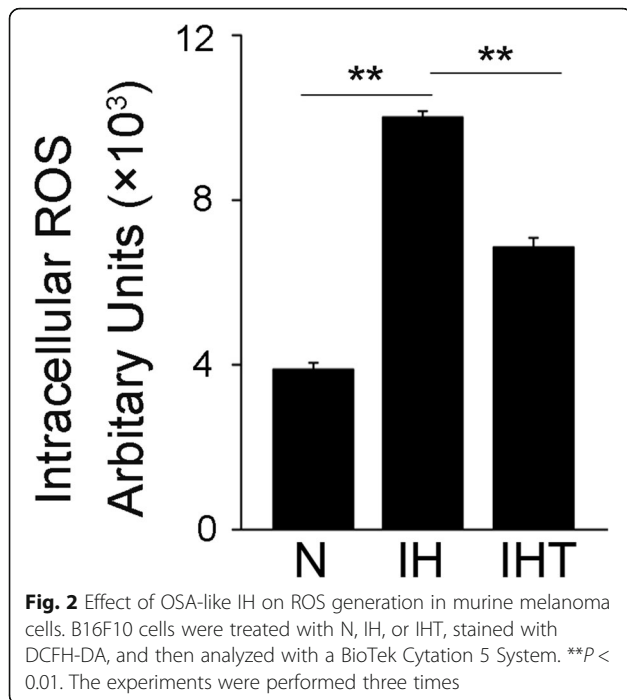 Intracellular ROS
Arbitary Units (×10³)
12
8
4
0
**
**
N IH IHT
Fig. 2 Effect of OSA-like IH on ROS generation in murine melanoma
cells. B16F10 cells were treated with N, IH, or IHT, stained with
DCFH-DA, and then analyzed with a BioTek Cytation 5 System. **P <
0.01. The experiments were performed three times